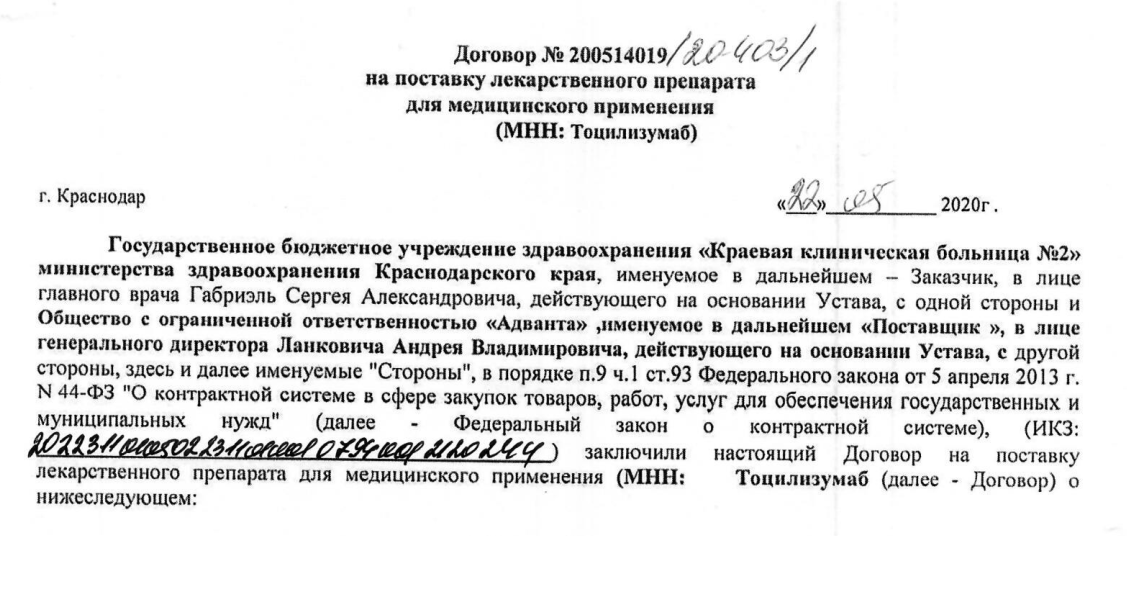 Договор № 200514019/20403/1
на поставку лекарственного препарата
для медицинского применения
(МНН: Тоцилизумаб)
г. Краснодар «22» 05 2020г.
Государственное бюджетное учреждение здравоохранения «Краевая клиническая больница №2»
министерства здравоохранения Краснодарского края, именуемое в дальнейшем – Заказчик, в лице
главного врача Габриэль Сергея Александровича, действующего на основании Устава, с одной стороны и
Общество с ограниченной ответственностью «Адванта» ,именуемое в дальнейшем «Поставщик », в лице
генерального директора Ланковича Андрея Владимировича, действующего на основании Устава, с другой
стороны, здесь и далее именуемые "Стороны", в порядке п.9 ч.1 ст.93 Федерального закона от 5 апреля 2013 г.
N 44-ФЗ "О контрактной системе в сфере закупок товаров, работ, услуг для обеспечения государственных и
муниципальных нужд" (далее - Федеральный закон о контрактной системе), (ИКЗ:
) заключили настоящий Договор на поставку
лекарственного препарата для медицинского применения (МНН: Тоцилизумаб (далее - Договор) о
нижеследующем: